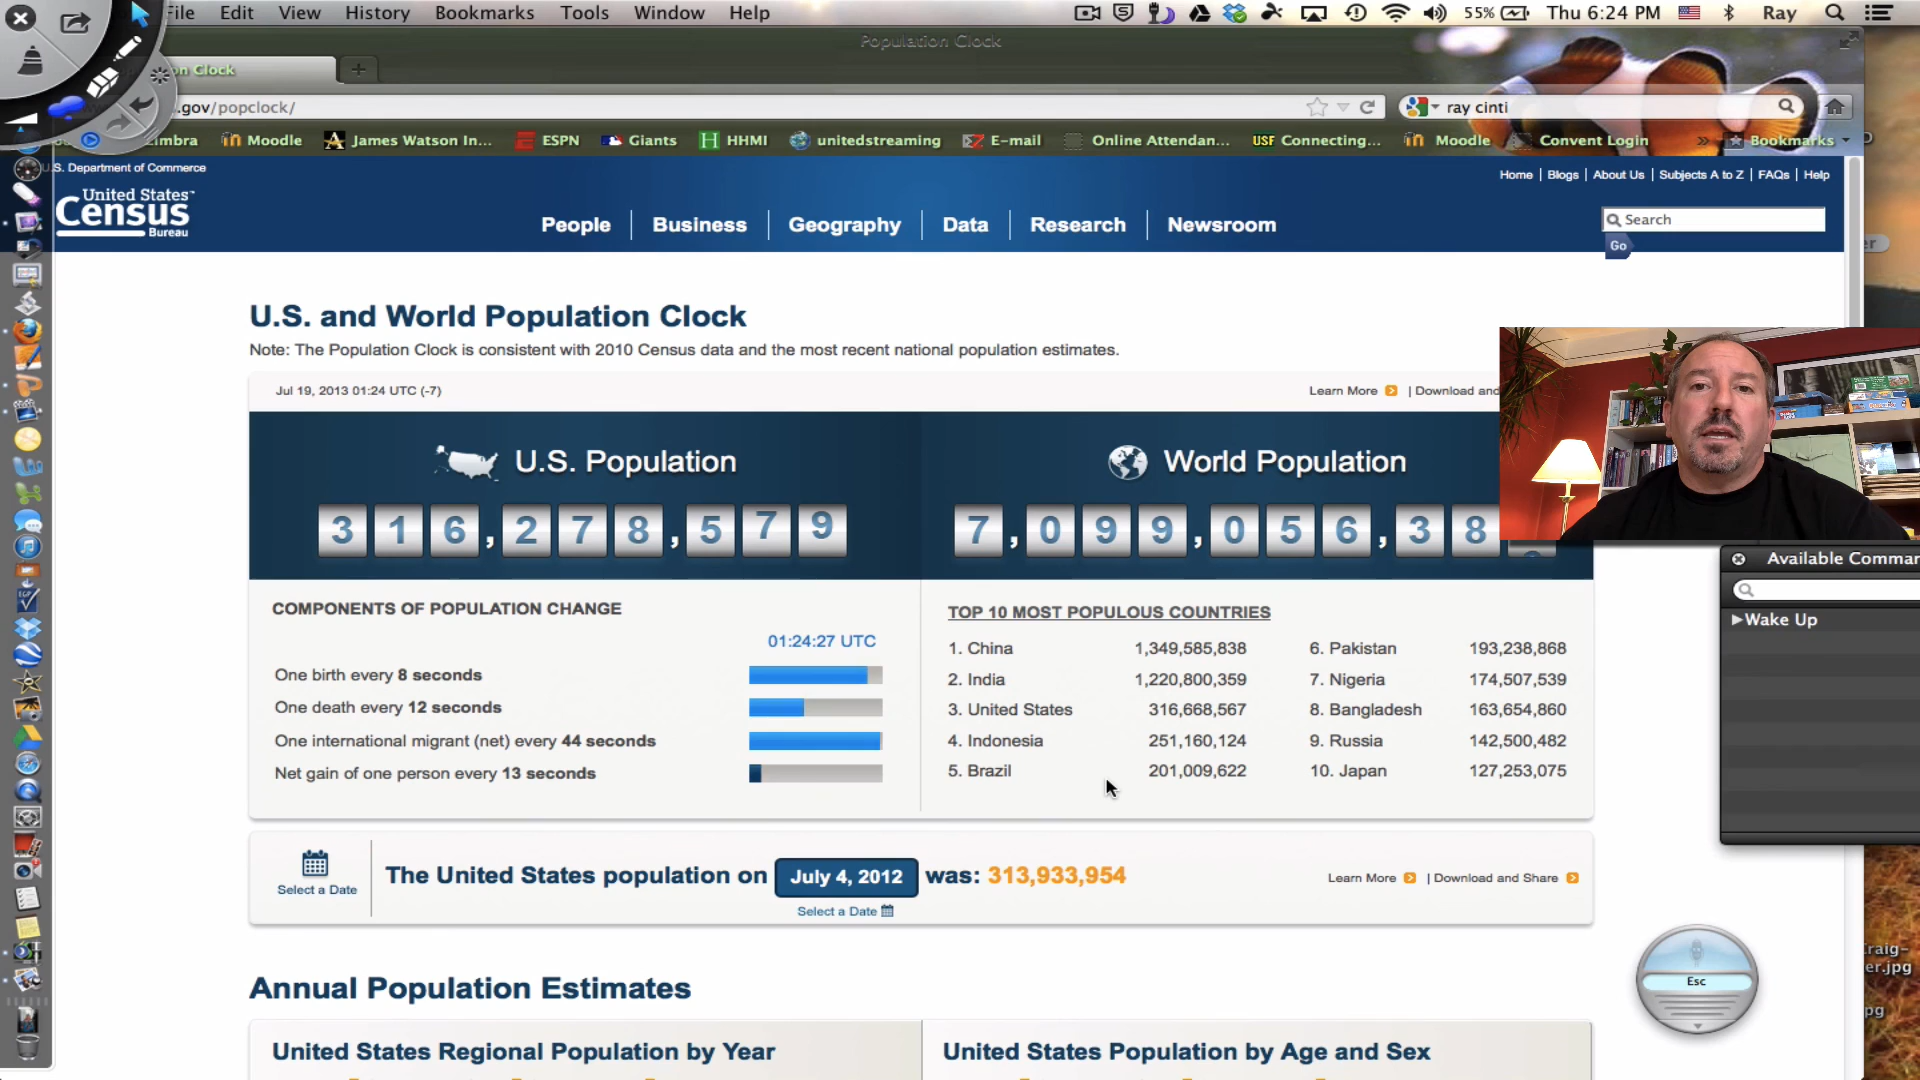 File Edit View History Bookmarks Tools Window Help 55% Thu 6:24 PM Ray
Population Clock
on Clock
.gov/popclock/ ray cinti
imbra Moodle James Watson In... ESPN Giants HHMI unitedstreaming E-mail Online Attendan... USF Connecting... Moodle Convent Login » Bookmarks
U.S. Department of Commerce
Home | Blogs | About Us | Subjects A to Z | FAQs | Help
United States™
Census
Bureau
People Business Geography Data Research Newsroom
Search
Go
U.S. and World Population Clock
Note: The Population Clock is consistent with 2010 Census data and the most recent national population estimates.
Jul 19, 2013 01:24 UTC (-7)
Learn More | Download and
U.S. Population
316,278,579
World Population
7,099,056,38
COMPONENTS OF POPULATION CHANGE
01:24:27 UTC
One birth every 8 seconds
One death every 12 seconds
One international migrant (net) every 44 seconds
Net gain of one person every 13 seconds
TOP 10 MOST POPULOUS COUNTRIES
1. China 1,349,585,838
2. India 1,220,800,359
3. United States 316,668,567
4. Indonesia 251,160,124
5. Brazil 201,009,622
6. Pakistan 193,238,868
7. Nigeria 174,507,539
8. Bangladesh 163,654,860
9. Russia 142,500,482
10. Japan 127,253,075
Available Commar
Wake Up
Select a Date
The United States population on July 4, 2012 was: 313,933,954
Select a Date
Learn More | Download and Share
Esc
Craig-
er.jpg
pg
Annual Population Estimates
United States Regional Population by Year
United States Population by Age and Sex